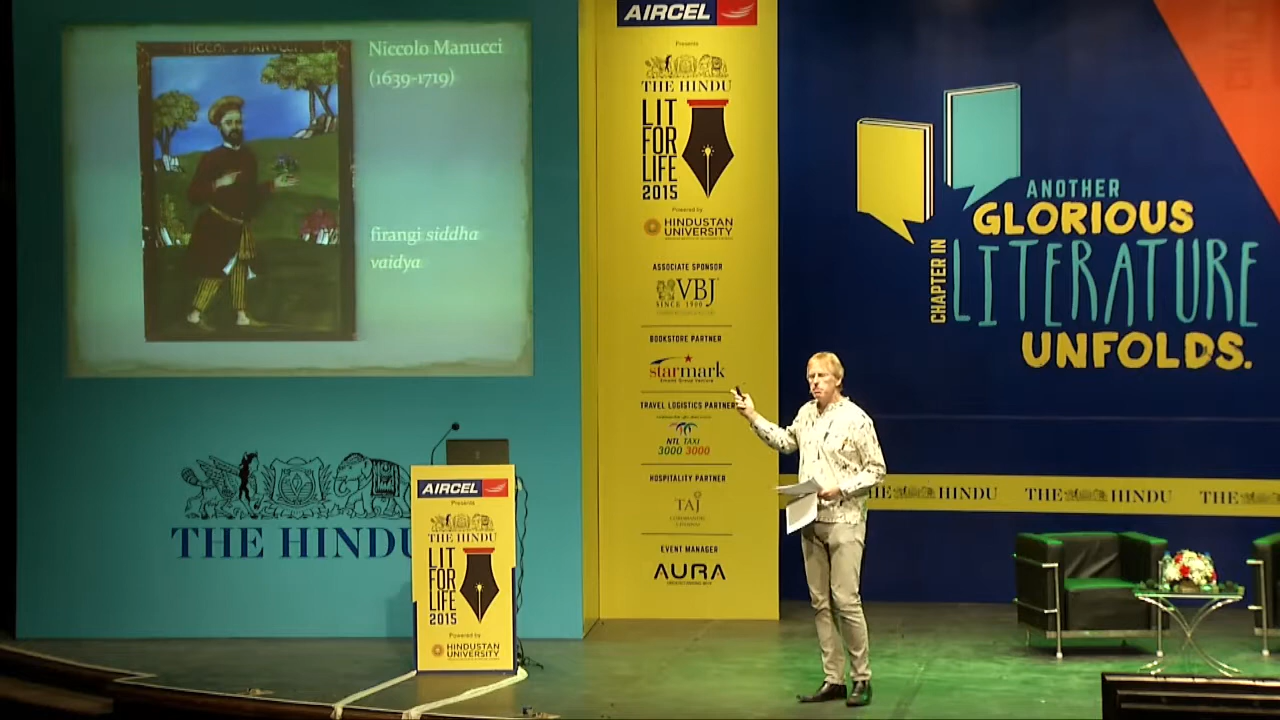 NICCOLO MANUCCI
Niccolo Manucci
(1639-1719)
firangi siddha
vaidya
THE HINDU
AIRCEL
Presents
THE HINDU
LIT
FOR
LIFE
2015
Powered by
HINDUSTAN
UNIVERSITY
AIRCEL
Presents
THE HINDU
LIT
FOR
LIFE
2015
Powered by
HINDUSTAN
UNIVERSITY
ASSOCIATE SPONSOR
VBJ
SINCE 1900
BOOKSTORE PARTNER
starmark
TRAVEL LOGISTICS PARTNER
NTL TAXI
3000 3000
HOSPITALITY PARTNER
TAJ
EVENT MANAGER
AURA
ANOTHER
GLORIOUS
CHAPTER IN
LITERATURE
UNFOLDS.
THE HINDU
THE HINDU
THE